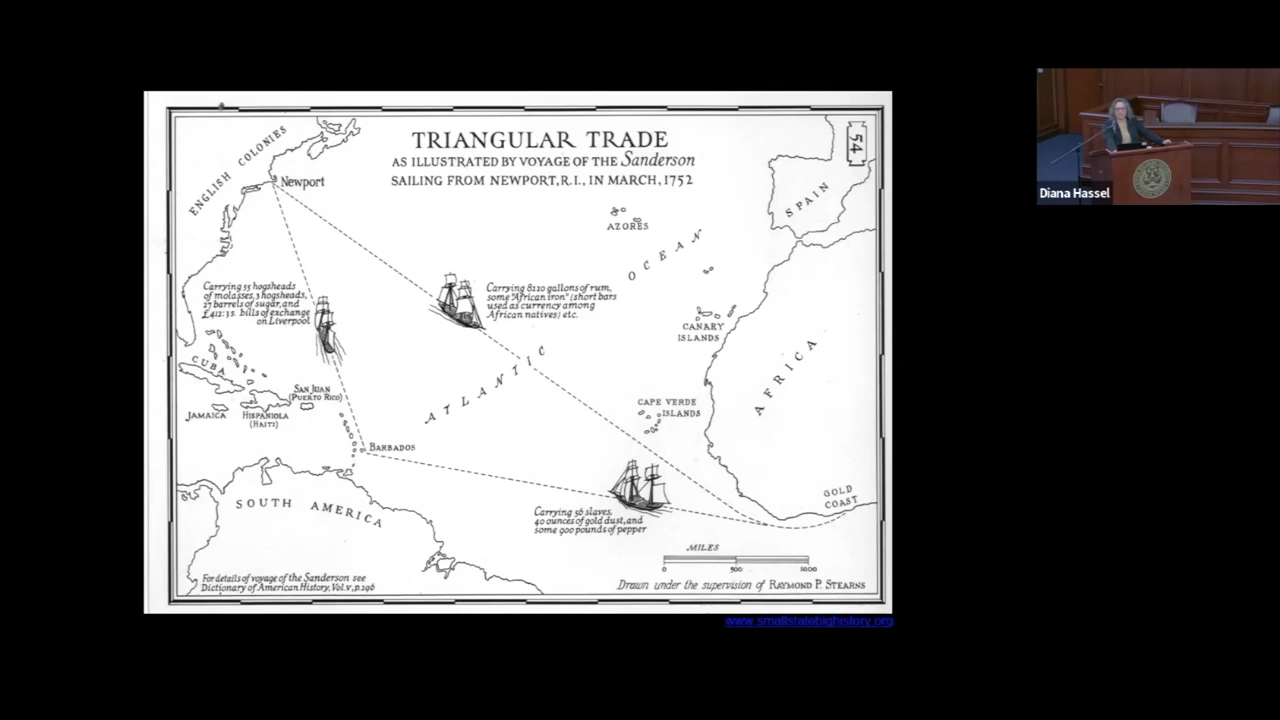 TRIANGULAR TRADE
AS ILLUSTRATED BY VOYAGE OF THE Sanderson
SAILING FROM NEWPORT, R.I., IN MARCH, 1752
54
ENGLISH COLONIES
Newport
SPAIN
AZORES
ATLANTIC OCEAN
Carrying 55 hogsheads
of molasses, 3 hogsheads,
27 barrels of sugar, and
£412:3s. bills of exchange
on Liverpool
Carrying 8220 gallons of rum,
some "African iron" (short bars
used as currency among
African natives) etc.
CANARY
ISLANDS
AFRICA
CUBA
SAN JUAN
(PUERTO RICO)
JAMAICA
HISPANIOLA
(HAITI)
CAPE VERDE
ISLANDS
BARBADOS
SOUTH AMERICA
GOLD
COAST
Carrying 56 slaves,
40 ounces of gold dust, and
some 900 pounds of pepper
MILES
0 500 1000
For details of voyage of the Sanderson see
Dictionary of American History, Vol. v, p. 296
Drawn under the supervision of RAYMOND P. STEARNS
www.smallstatebighistory.org
Diana Hassel